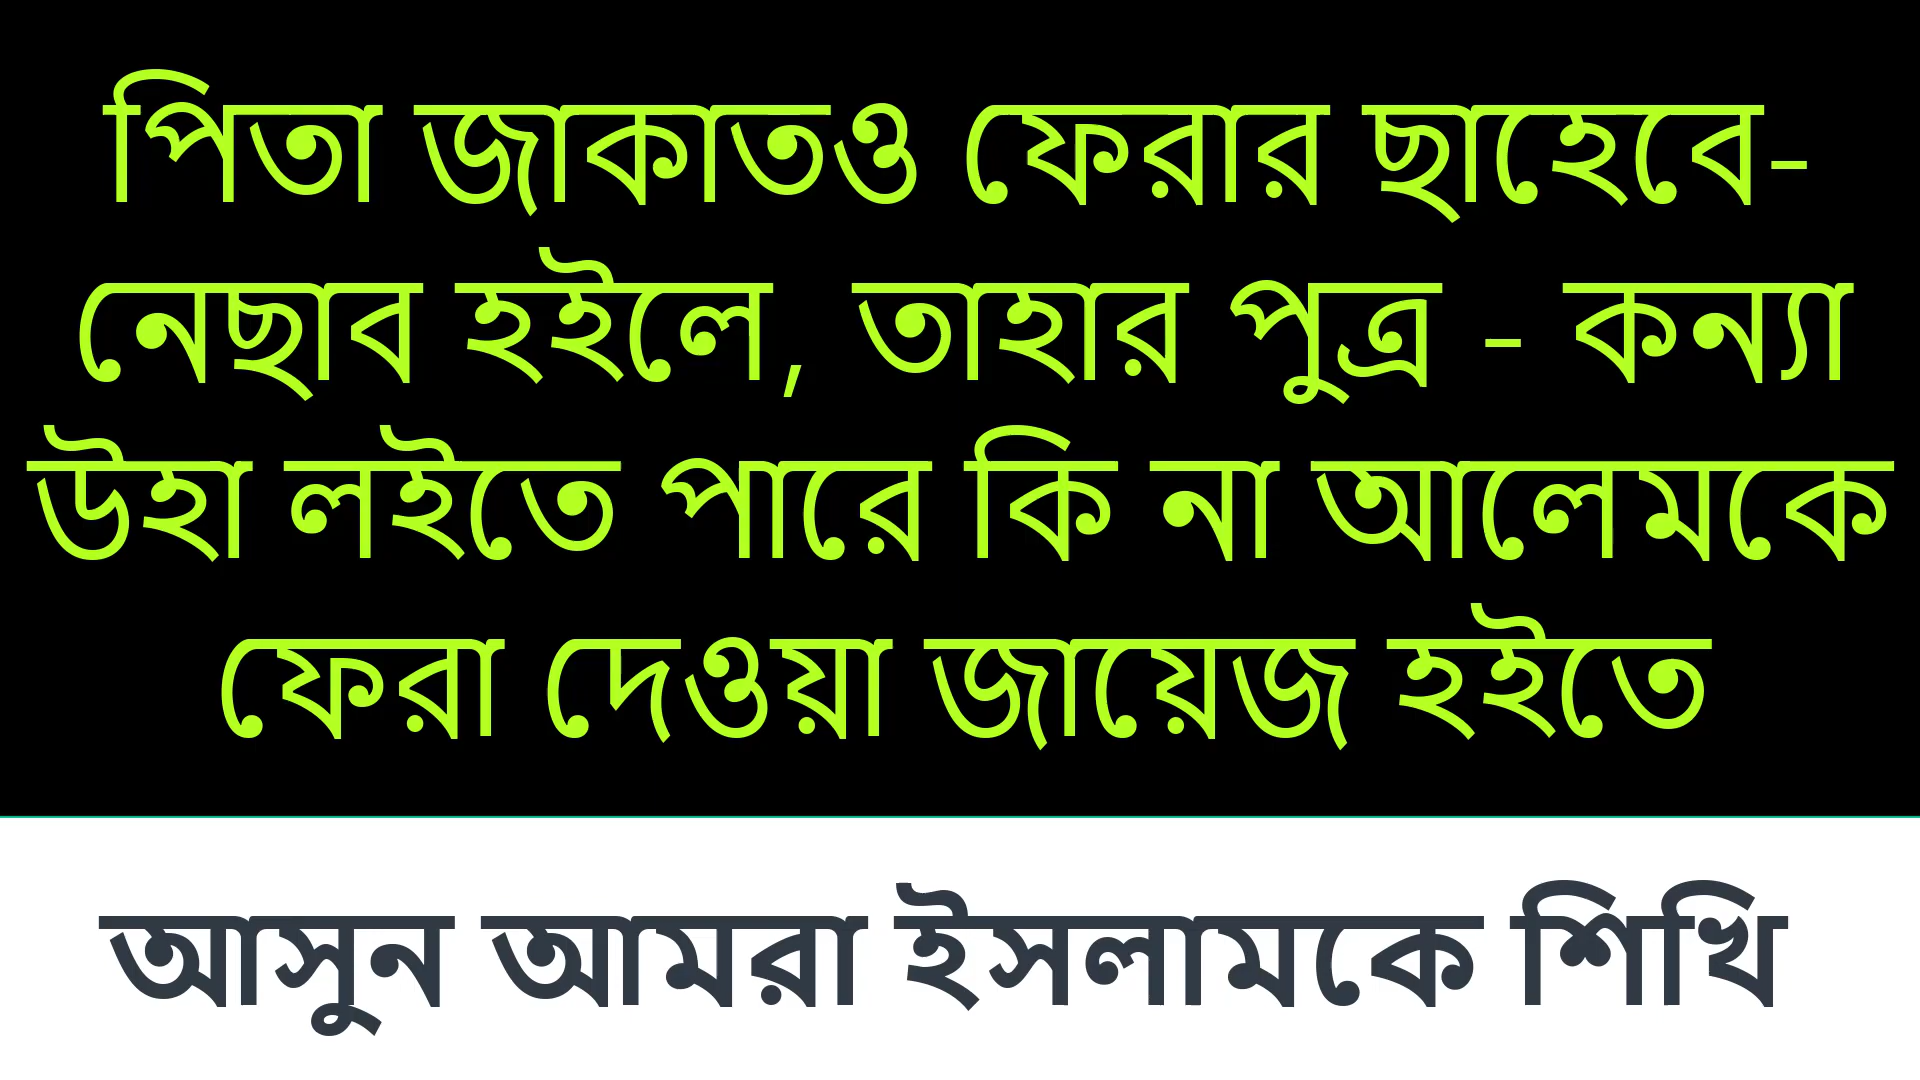 পিতা জাকাতও ফেরার ছাহেবে-
নেছাব হইলে, তাহার পুত্র - কন্যা
উহা লইতে পারে কি না আলেমকে
ফেরা দেওয়া জায়েজ হইতে
আসুন আমরা ইসলামকে শিখি